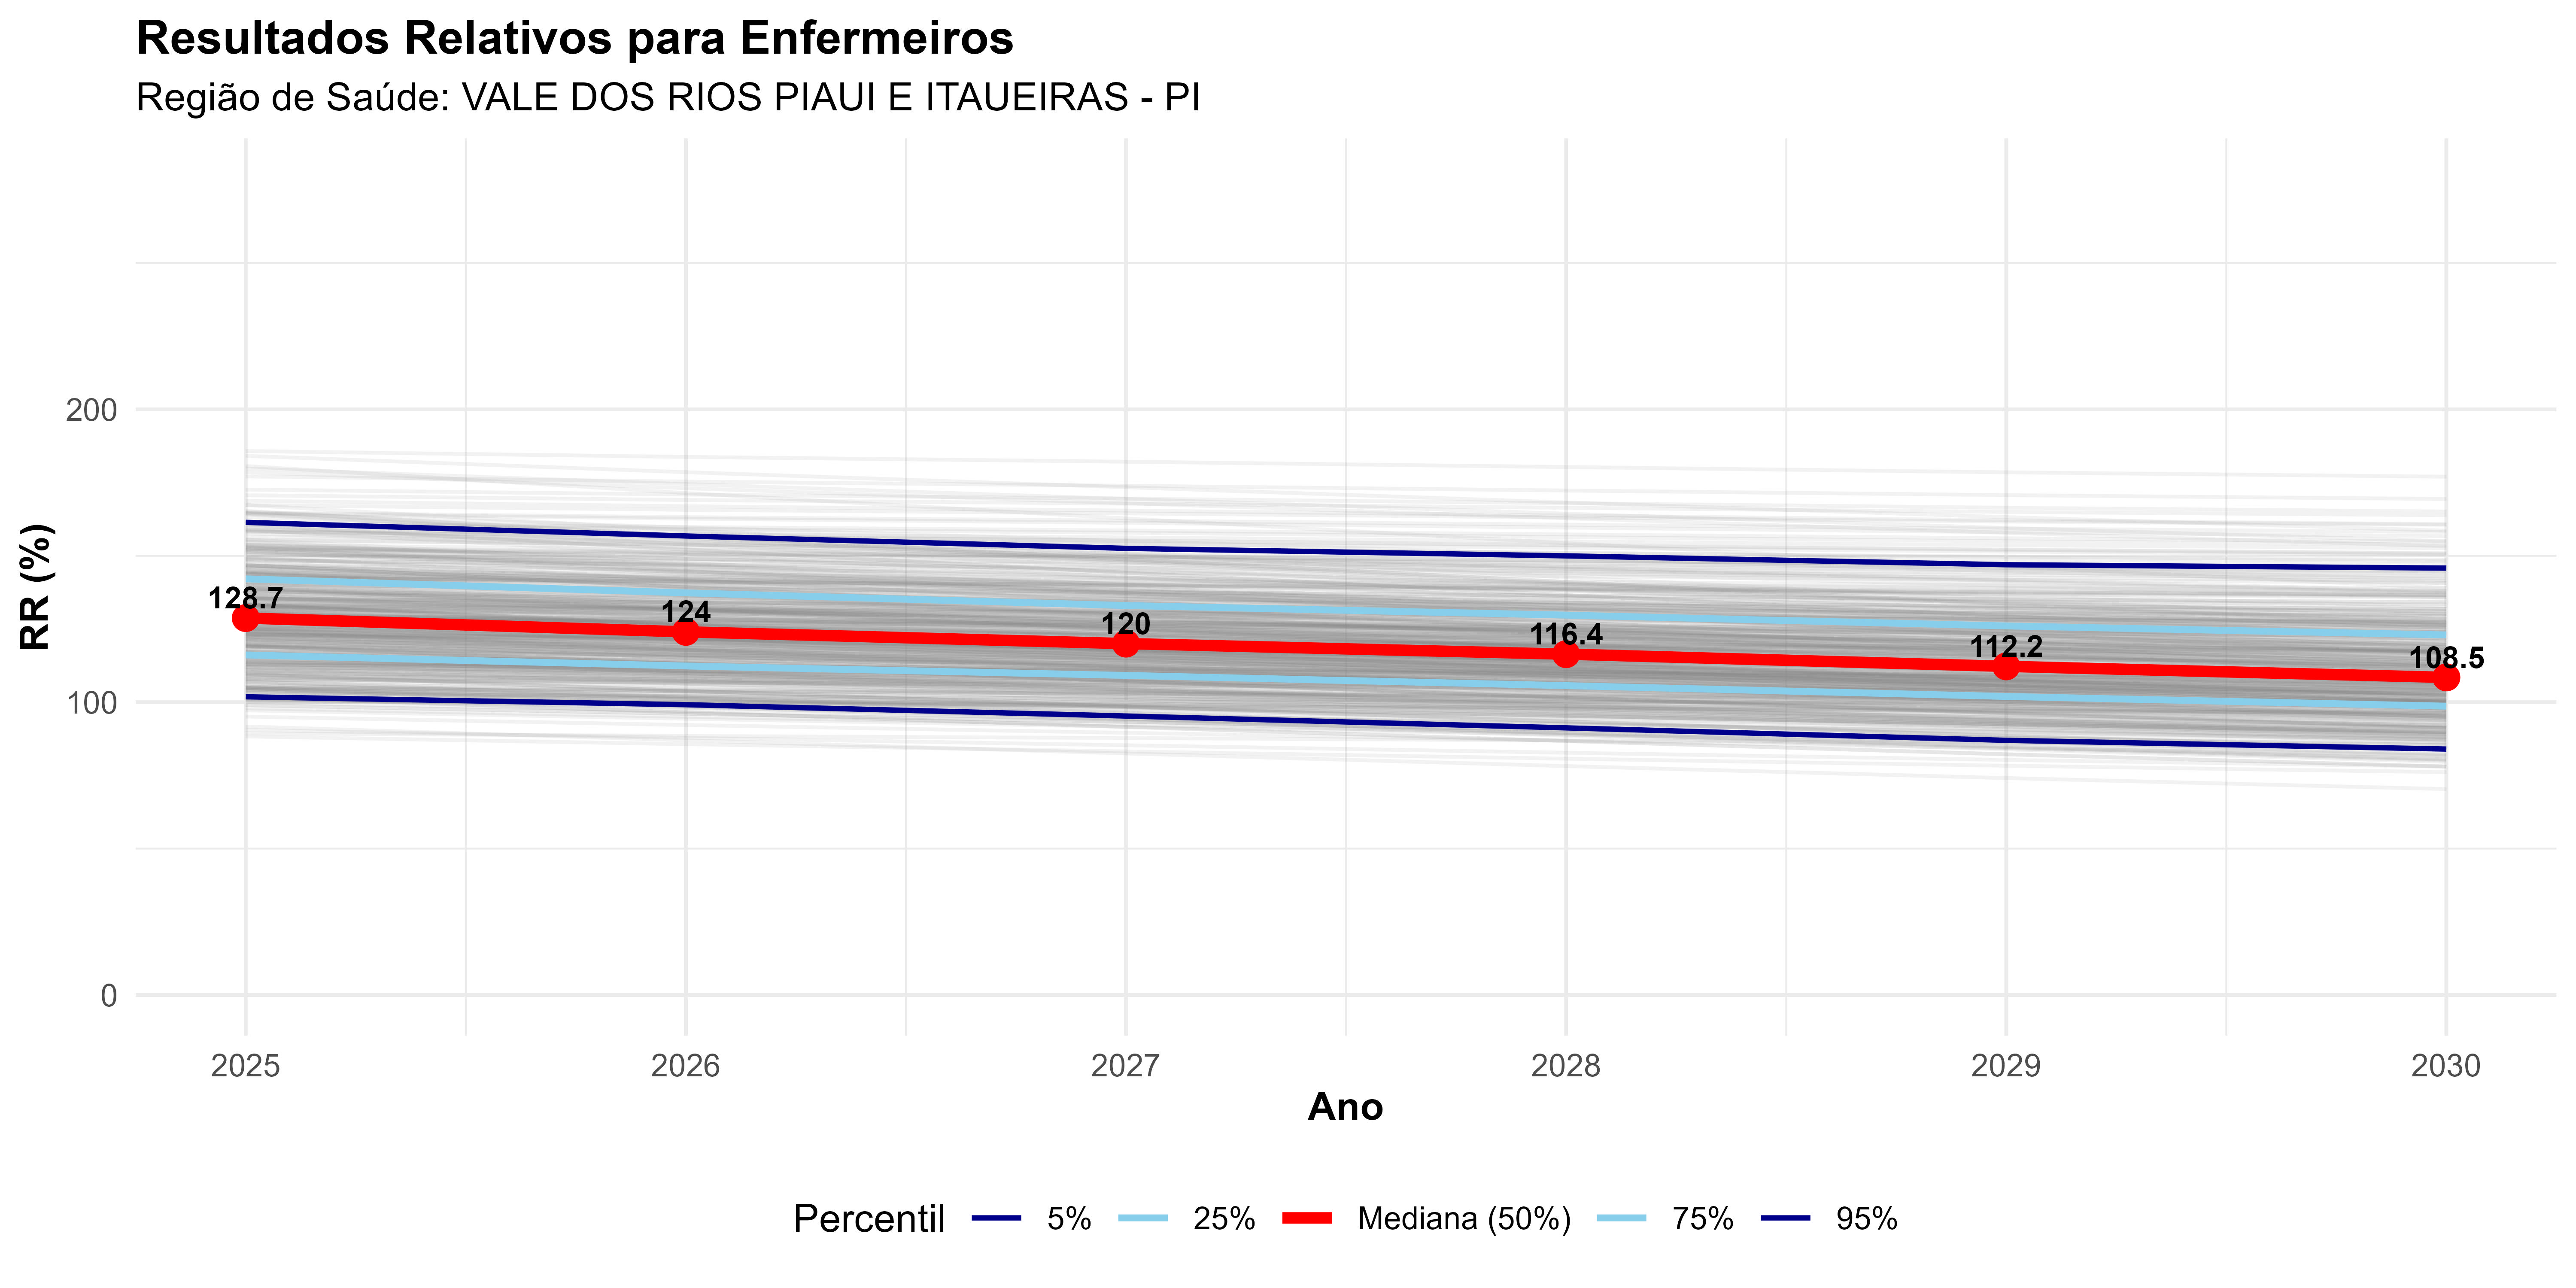 Resultados Relativos para Enfermeiros
Região de Saúde: VALE DOS RIOS PIAUI E ITAUEIRAS - PI
RR (%)
200
100
0
128.7
124
120
116.4
112.2
108.5
2025 2026 2027 2028 2029 2030
Ano
Percentil 5% 25% Mediana (50%) 75% 95%